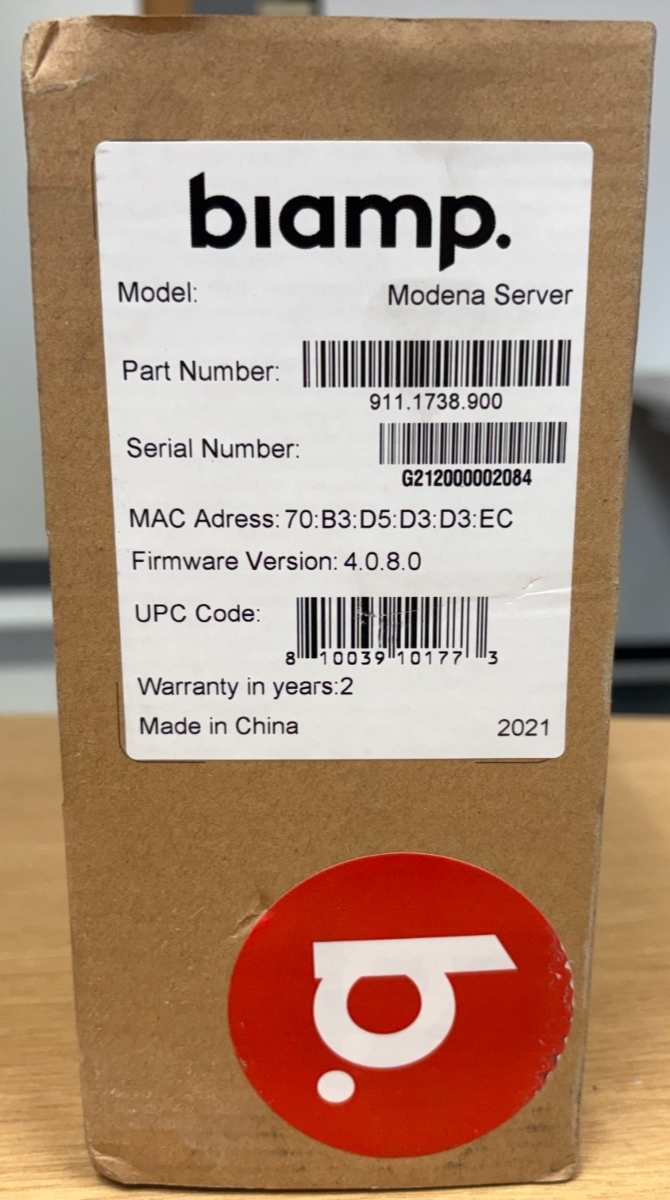 biamp.
Model: Modena Server
Part Number:
911.1738.900
Serial Number:
G212000002084
MAC Adress: 70:B3:D5:D3:D3:EC
Firmware Version: 4.0.8.0
UPC Code:
8 10039 10177 3
Warranty in years:2
Made in China 2021
b.